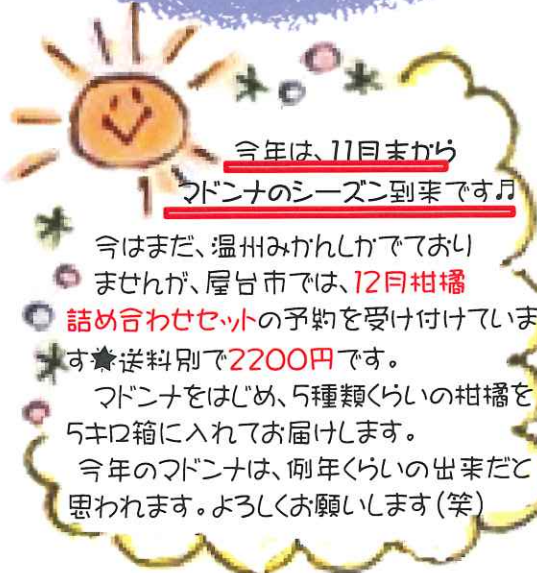 今年は、11月末から
マドンナのシーズン到来です♬
今はまだ、温州みかんしかでており
ませんが、屋台市では、12月柑橘
詰め合わせセットの予約を受け付けていま
す★送料別で2200円です。
マドンナをはじめ、5種類くらいの柑橘を
5キロ箱に入れてお届けします。
今年のマドンナは、例年くらいの出来だと
思われます。よろしくお願いします(笑)